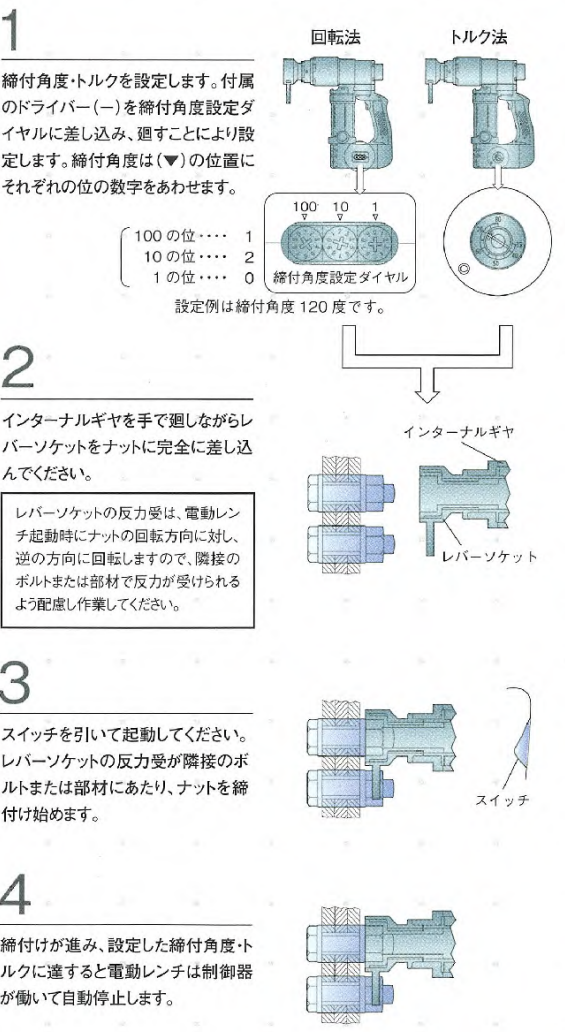 1
締付角度・トルクを設定します。付属
のドライバー(−)を締付角度設定ダ
イヤルに差し込み、廻すことにより設
定します。締付角度は(▼)の位置に
それぞれの位の数字をあわせます。
100の位‥‥ 1
10の位‥‥ 2
1の位‥‥ 0
回転法
トルク法
100 10 1
締付角度設定ダイヤル
設定例は締付角度120度です。
2
インターナルギヤを手で廻しながらレ
バーソケットをナットに完全に差し込
んでください。
レバーソケットの反力受は、電動レン
チ起動時にナットの回転方向に対し、
逆の方向に回転しますので、隣接の
ボルトまたは部材で反力が受けられる
よう配慮し作業してください。
インターナルギヤ
レバーソケット
3
スイッチを引いて起動してください。
レバーソケットの反力受が隣接のボ
ルトまたは部材にあたり、ナットを締
付け始めます。
スイッチ
4
締付けが進み、設定した締付角度・ト
ルクに達すると電動レンチは制御器
が働いて自動停止します。